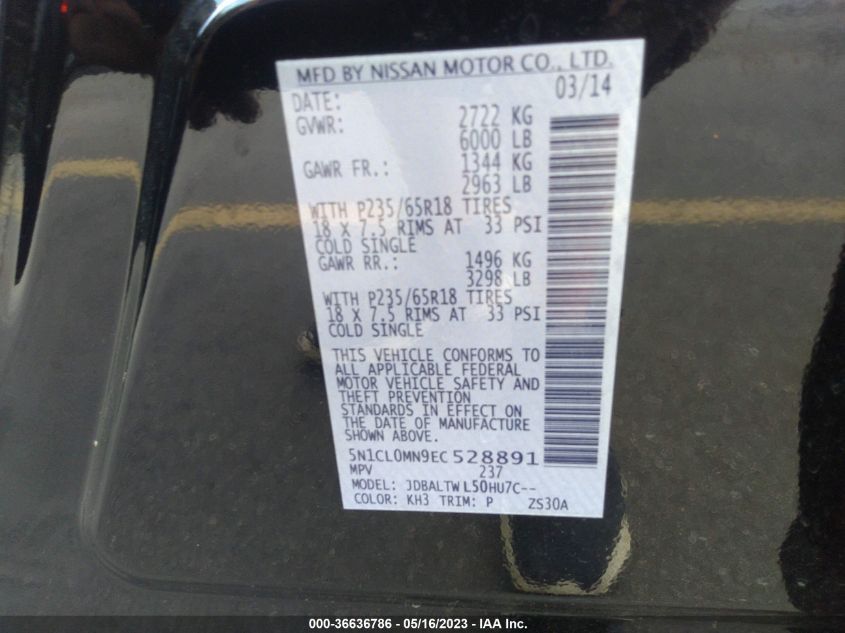 MFD BY NISSAN MOTOR CO., LTD.
DATE: 03/14
GVWR: 2722 KG
6000 LB
GAWR FR.: 1344 KG
2963 LB
WITH P235/65R18 TIRES
18 X 7.5 RIMS AT 33 PSI
COLD SINGLE
GAWR RR.: 1496 KG
3298 LB
WITH P235/65R18 TIRES
18 X 7.5 RIMS AT 33 PSI
COLD SINGLE
THIS VEHICLE CONFORMS TO
ALL APPLICABLE FEDERAL
MOTOR VEHICLE SAFETY AND
THEFT PREVENTION
STANDARDS IN EFFECT ON
THE DATE OF MANUFACTURE
SHOWN ABOVE.
5N1CL0MN9EC528891
MPV 237
MODEL: JDBALTWL50HU7C--
COLOR: KH3 TRIM: P ZS30A
000-36636786 - 05/16/2023 - IAA Inc.